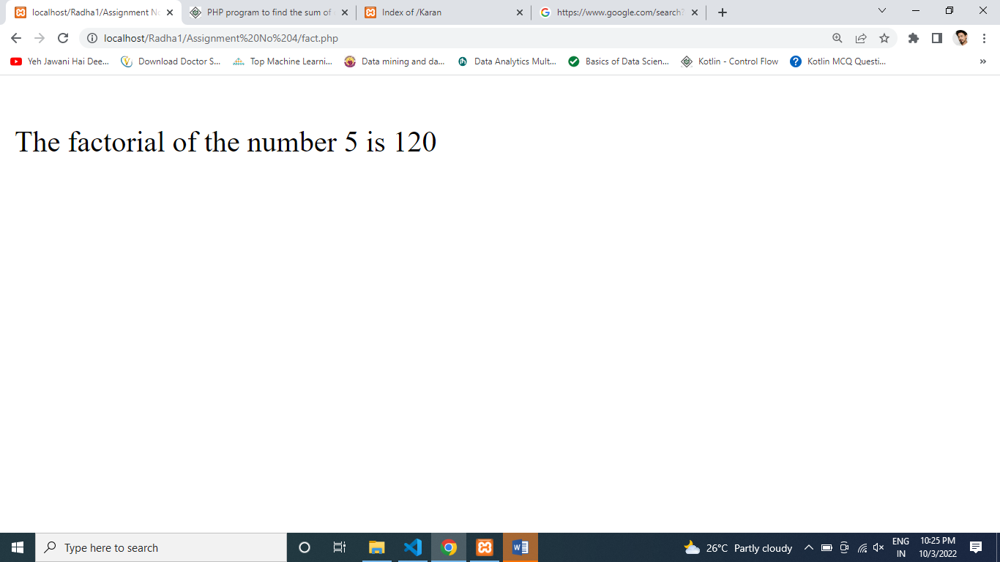 localhost/Radha1/Assignment No
PHP program to find the sum of
Index of /Karan
https://www.google.com/search?
localhost/Radha1/Assignment%20No%204/fact.php
Yeh Jawani Hai Dee...
Download Doctor S...
Top Machine Learni...
Data mining and da...
Data Analytics Mult...
Basics of Data Scien...
Kotlin - Control Flow
Kotlin MCQ Questi...
The factorial of the number 5 is 120
Type here to search
26°C Partly cloudy
ENG
IN
10:25 PM
10/3/2022